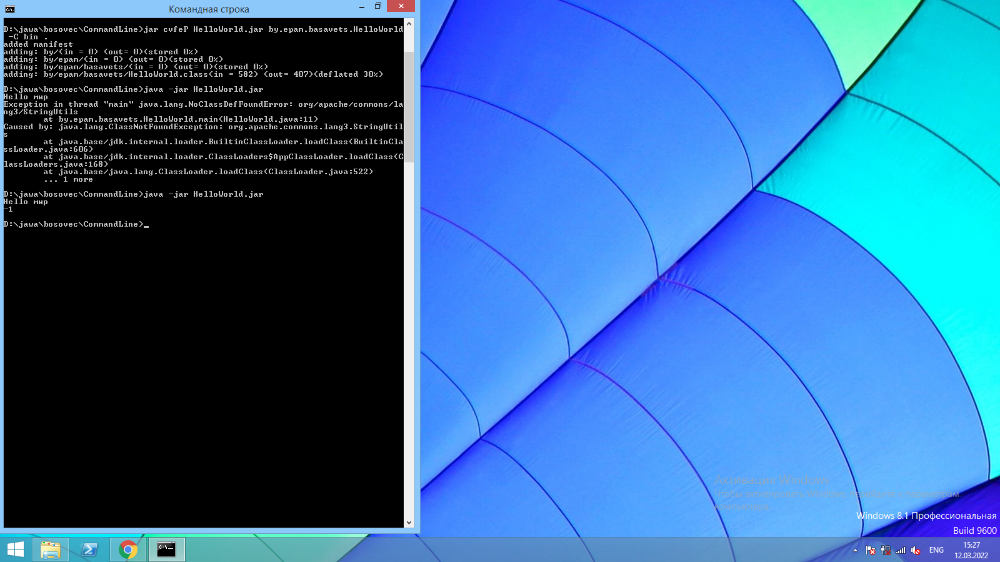 Командная строка
D:\jawa\bosovec\CommandLine>jar cvfeP HelloWorld.jar by.epam.basavets.HelloWorld
 -C bin .
added manifest
adding: by/(in = 0) (out= 0)(stored 0%)
adding: by/epam/(in = 0) (out= 0)(stored 0%)
adding: by/epam/basavets/(in = 0) (out= 0)(stored 0%)
adding: by/epam/basavets/HelloWorld.class(in = 582) (out= 407)(deflated 30%)
D:\jawa\bosovec\CommandLine>java -jar HelloWorld.jar
Hello мир
Exception in thread "main" java.lang.NoClassDefFoundError: org/apache/commons/la
ng3/StringUtils
        at by.epam.basavets.HelloWorld.main(HelloWorld.java:11)
Caused by: java.lang.ClassNotFoundException: org.apache.commons.lang3.StringUtil
s
        at java.base/jdk.internal.loader.BuiltinClassLoader.loadClass(BuiltinCla
ssLoader.java:606)
        at java.base/jdk.internal.loader.ClassLoaders$AppClassLoader.loadClass(C
lassLoaders.java:168)
        at java.base/java.lang.ClassLoader.loadClass(ClassLoader.java:522)
        ... 1 more
D:\jawa\bosovec\CommandLine>java -jar HelloWorld.jar
Hello мир
-1
D:\jawa\bosovec\CommandLine>_
Активация Windows
Чтобы активировать Windows, перейдите к параметрам
компьютера.
Windows 8.1 Профессиональная
Build 9600
ENG
15:27
12.03.2022